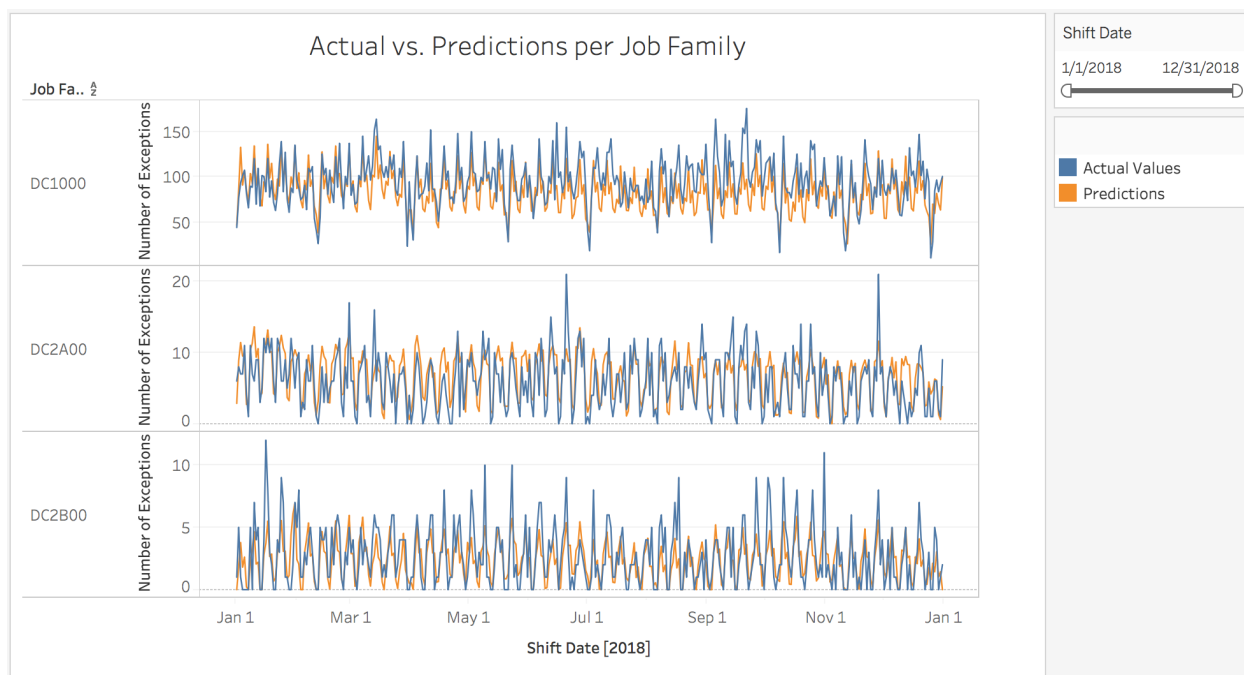 Actual vs. Predictions per Job Family
Job Fa..
DC1000
Number of Exceptions
150
100
50
DC2A00
Number of Exceptions
20
10
0
DC2B00
Number of Exceptions
10
5
0
Jan 1 Mar 1 May 1 Jul 1 Sep 1 Nov 1 Jan 1
Shift Date [2018]
Shift Date
1/1/2018 12/31/2018
Actual Values
Predictions